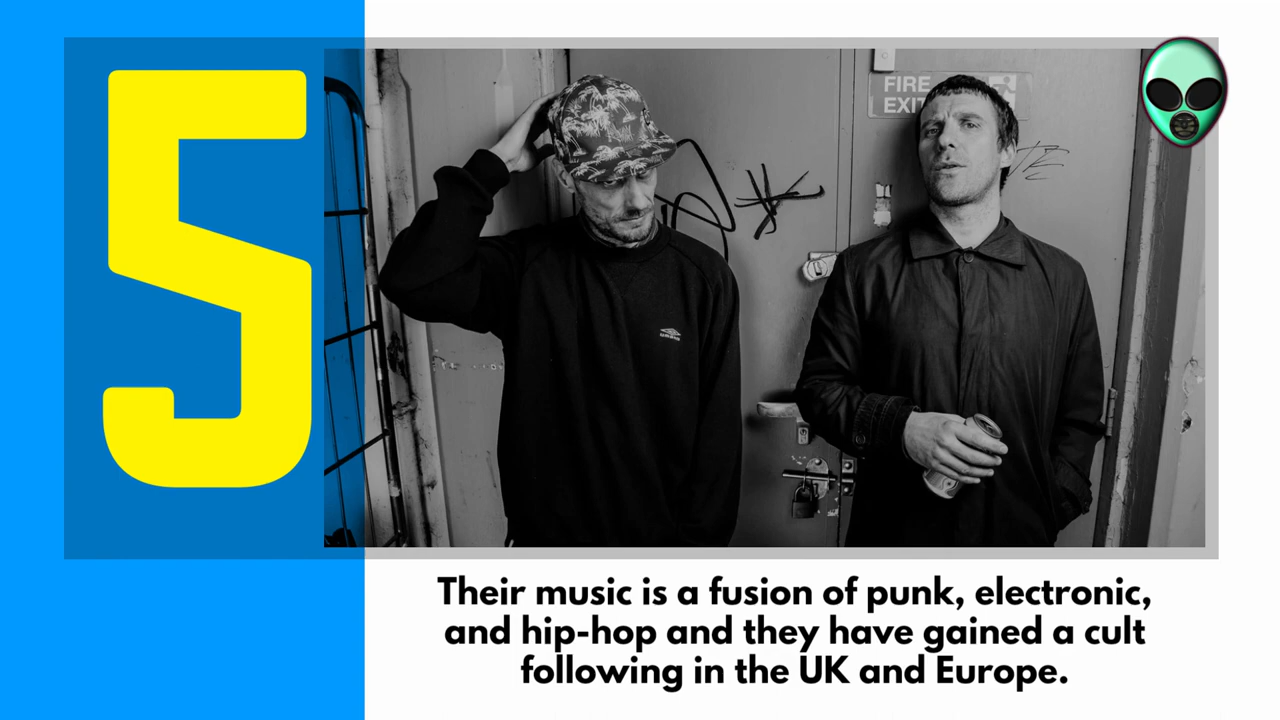 5
FIRE
EXIT
Their music is a fusion of punk, electronic,
and hip-hop and they have gained a cult
following in the UK and Europe.